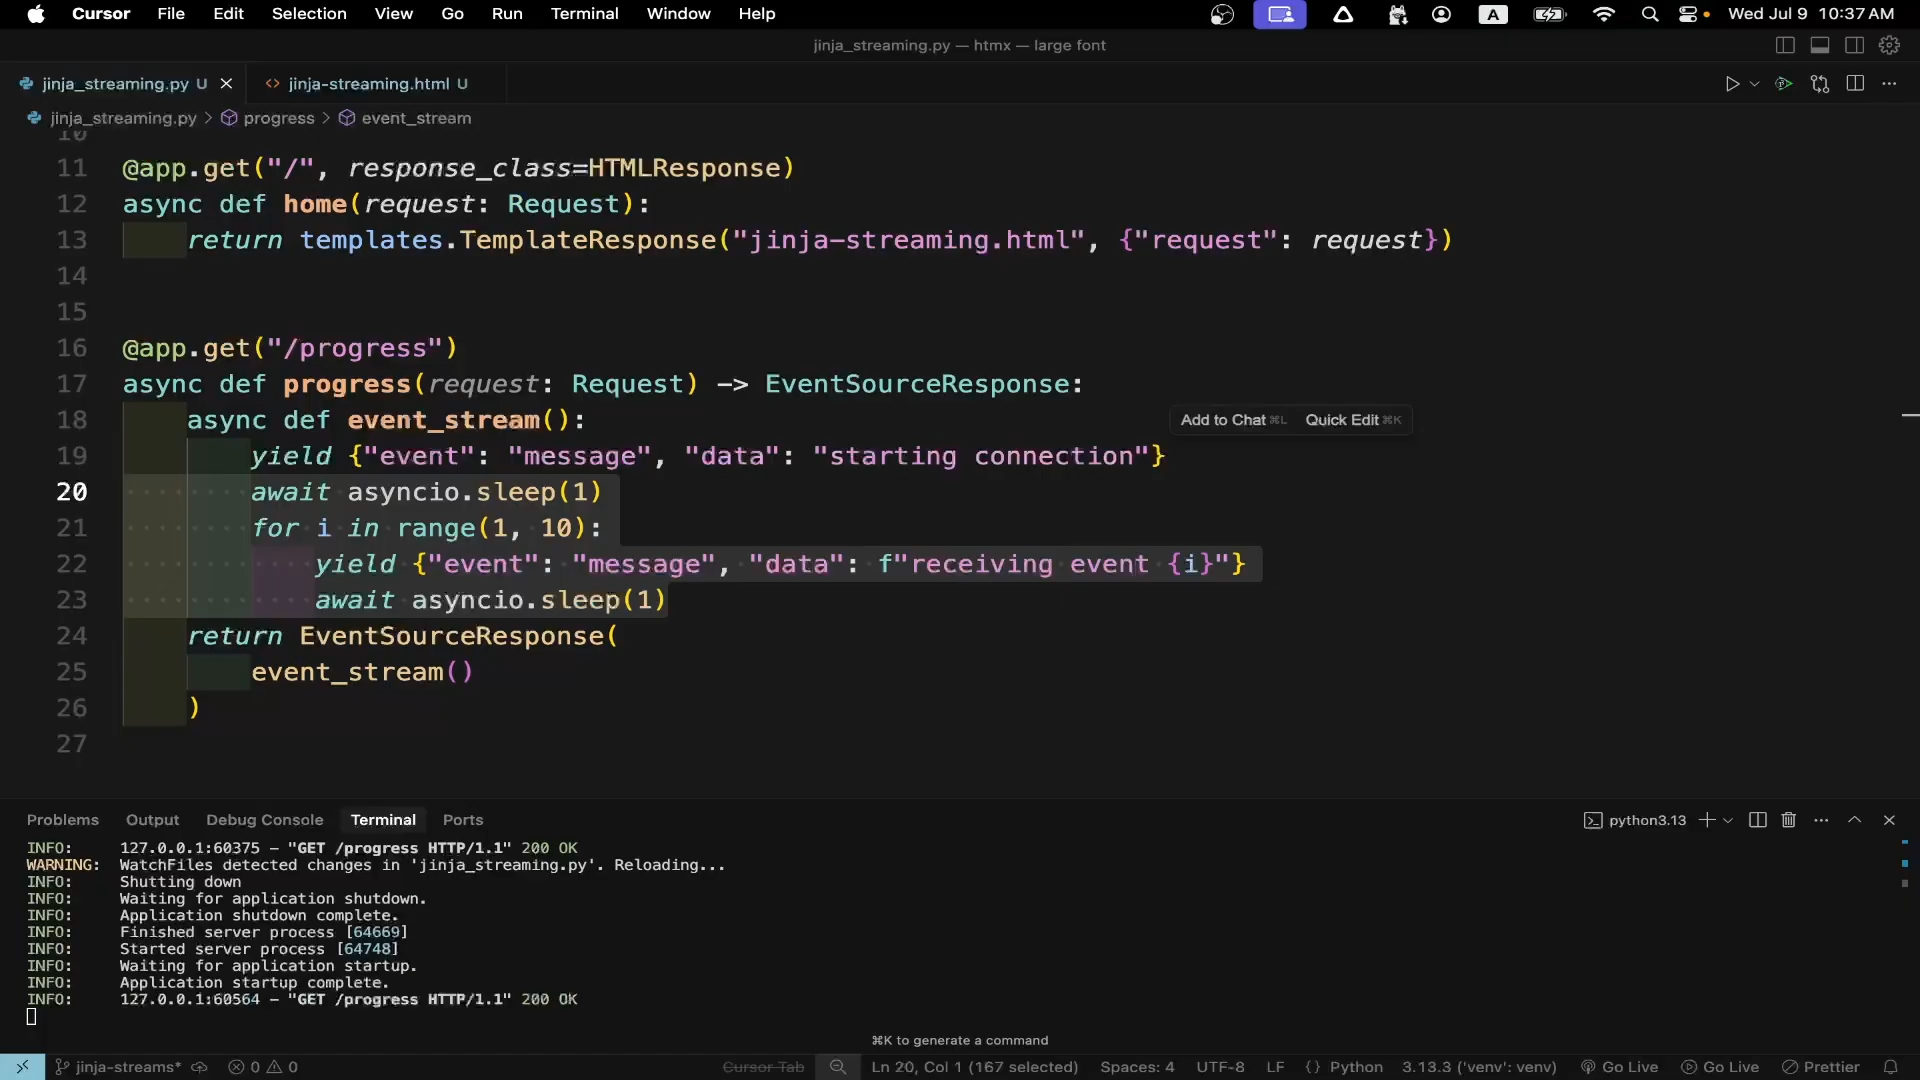 Cursor File Edit Selection View Go Run Terminal Window Help A Wed Jul 9 10:37 AM
jinja_streaming.py — htmx — large font
jinja_streaming.py U jinja-streaming.html U
jinja_streaming.py > progress > event_stream
10
11 @app.get("/", response_class=HTMLResponse)
12 async def home(request: Request):
13 return templates.TemplateResponse("jinja-streaming.html", {"request": request})
14
15
16 @app.get("/progress")
17 async def progress(request: Request) -> EventSourceResponse:
18 async def event_stream():
Add to Chat ⌘L Quick Edit ⌘K
19 yield {"event": "message", "data": "starting connection"}
20 await asyncio.sleep(1)
21 for i in range(1, 10):
22 yield {"event": "message", "data": f"receiving event {i}"}
23 await asyncio.sleep(1)
24 return EventSourceResponse(
25 event_stream()
26 )
27
Problems Output Debug Console Terminal Ports python3.13
INFO: 127.0.0.1:60375 - "GET /progress HTTP/1.1" 200 OK
WARNING: WatchFiles detected changes in 'jinja_streaming.py'. Reloading...
INFO: Shutting down
INFO: Waiting for application shutdown.
INFO: Application shutdown complete.
INFO: Finished server process [64669]
INFO: Started server process [64748]
INFO: Waiting for application startup.
INFO: Application startup complete.
INFO: 127.0.0.1:60564 - "GET /progress HTTP/1.1" 200 OK
⌘K to generate a command
jinja-streams* 0 0 Cursor Tab Ln 20, Col 1 (167 selected) Spaces: 4 UTF-8 LF {} Python 3.13.3 ('venv': venv) Go Live Go Live Prettier